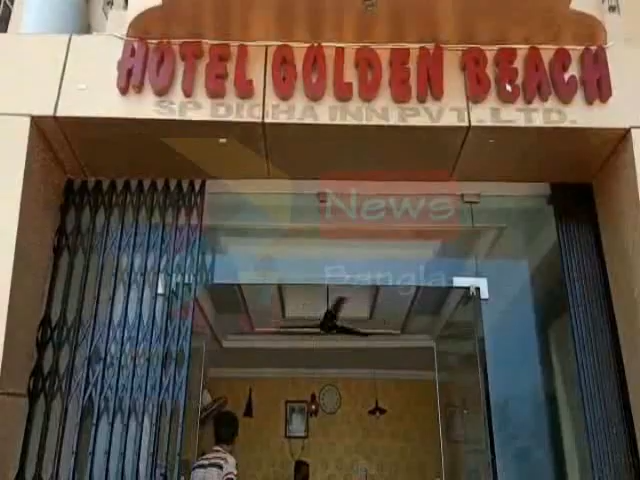 HOTEL GOLDEN BEACH
SP DIGHA INN PVT. LTD.
News
Bangla